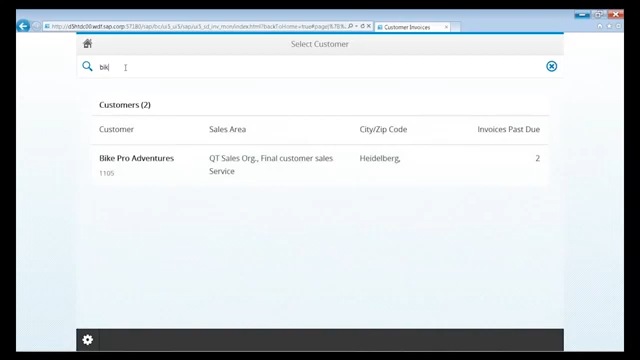 Customer Invoices
Select Customer
bik
Customers (2)
Customer Sales Area City/Zip Code Invoices Past Due
Bike Pro Adventures QT Sales Org., Final customer sales Heidelberg, 2
1105 Service